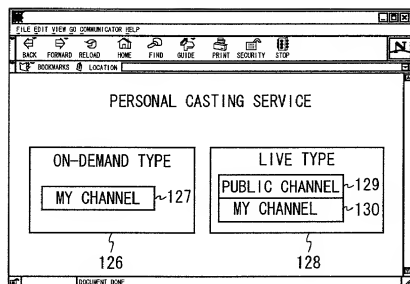 FILE EDIT VIEW GO COMMUNICATOR HELP
BACK FORWARD RELOAD HOME FIND GUIDE PRINT SECURITY STOP
N
BOOKMARKS LOCATION
PERSONAL CASTING SERVICE
ON-DEMAND TYPE
MY CHANNEL
127
126
LIVE TYPE
PUBLIC CHANNEL
129
MY CHANNEL
130
128
DOCUMENT DONE